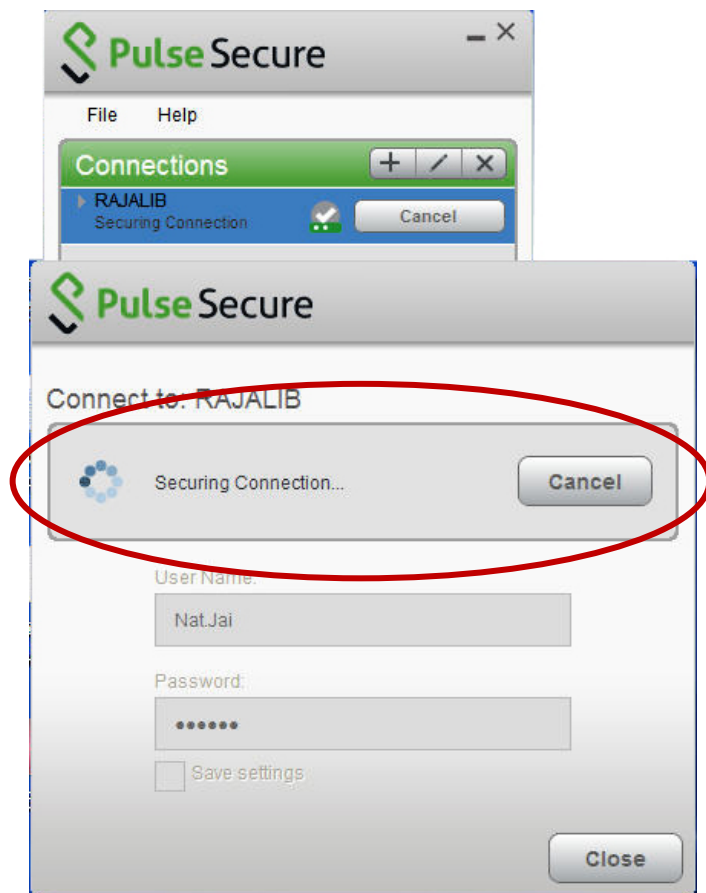 Pulse Secure
File Help
Connections
RAJALIB
Securing Connection
Cancel
Pulse Secure
Connect to: RAJALIB
Securing Connection...
Cancel
User Name:
Nat.Jai
Password:
Save settings
Close